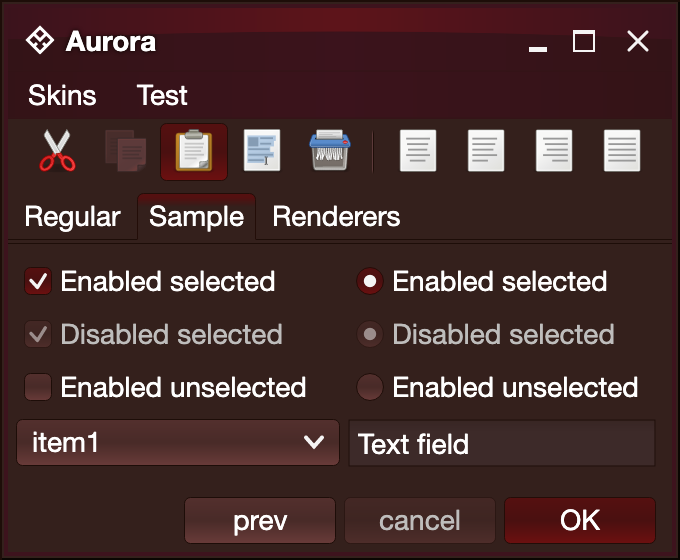 Aurora
Skins Test
Regular Sample Renderers
Enabled selected Enabled selected
Disabled selected Disabled selected
Enabled unselected Enabled unselected
item1 Text field
prev cancel OK